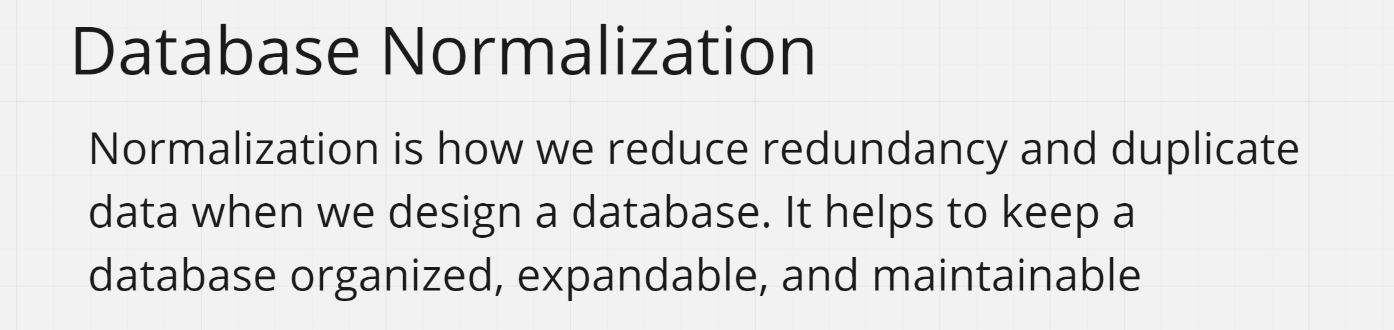 Database Normalization
Normalization is how we reduce redundancy and duplicate
data when we design a database. It helps to keep a
database organized, expandable, and maintainable